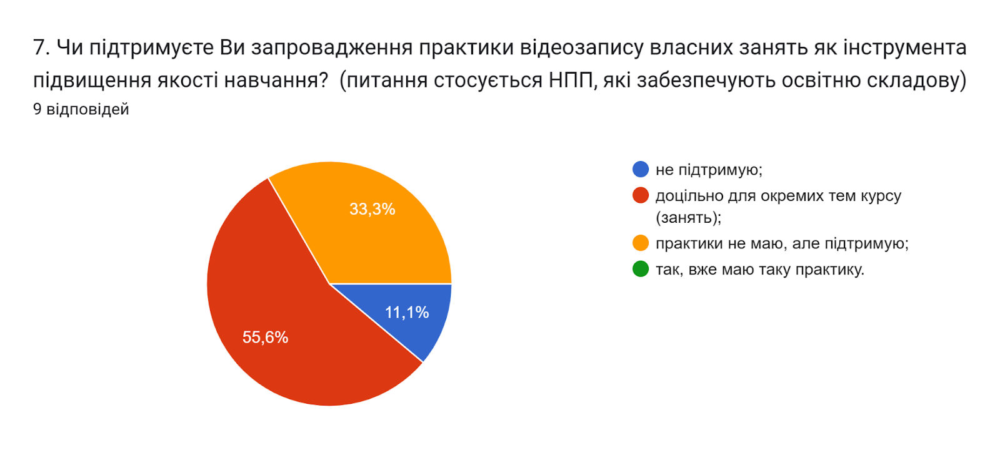 7. Чи підтримуєте Ви запровадження практики відеозапису власних занять як інструмента
підвищення якості навчання?  (питання стосується НПП, які забезпечують освітню складову)
9 відповідей
33,3%
11,1%
55,6%
не підтримую;
доцільно для окремих тем курсу
(занять);
практики не маю, але підтримую;
так, вже маю таку практику.